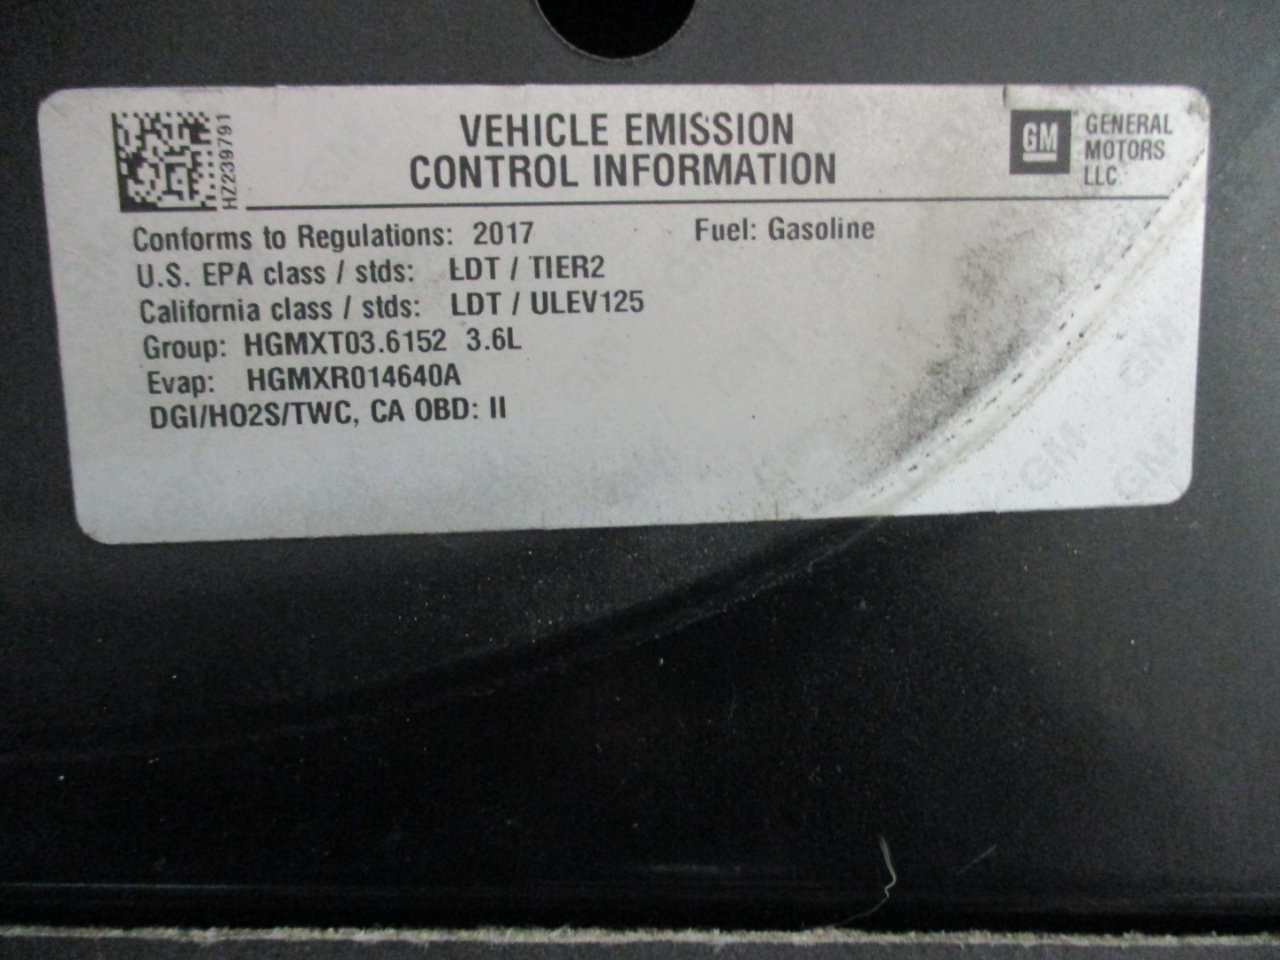 HZ239791
VEHICLE EMISSION
CONTROL INFORMATION
GM
GENERAL
MOTORS
LLC.
Conforms to Regulations: 2017 Fuel: Gasoline
U.S. EPA class / stds: LDT / TIER2
California class / stds: LDT / ULEV125
Group: HGMXT03.6152 3.6L
Evap: HGMXR014640A
DGI/HO2S/TWC, CA OBD: II